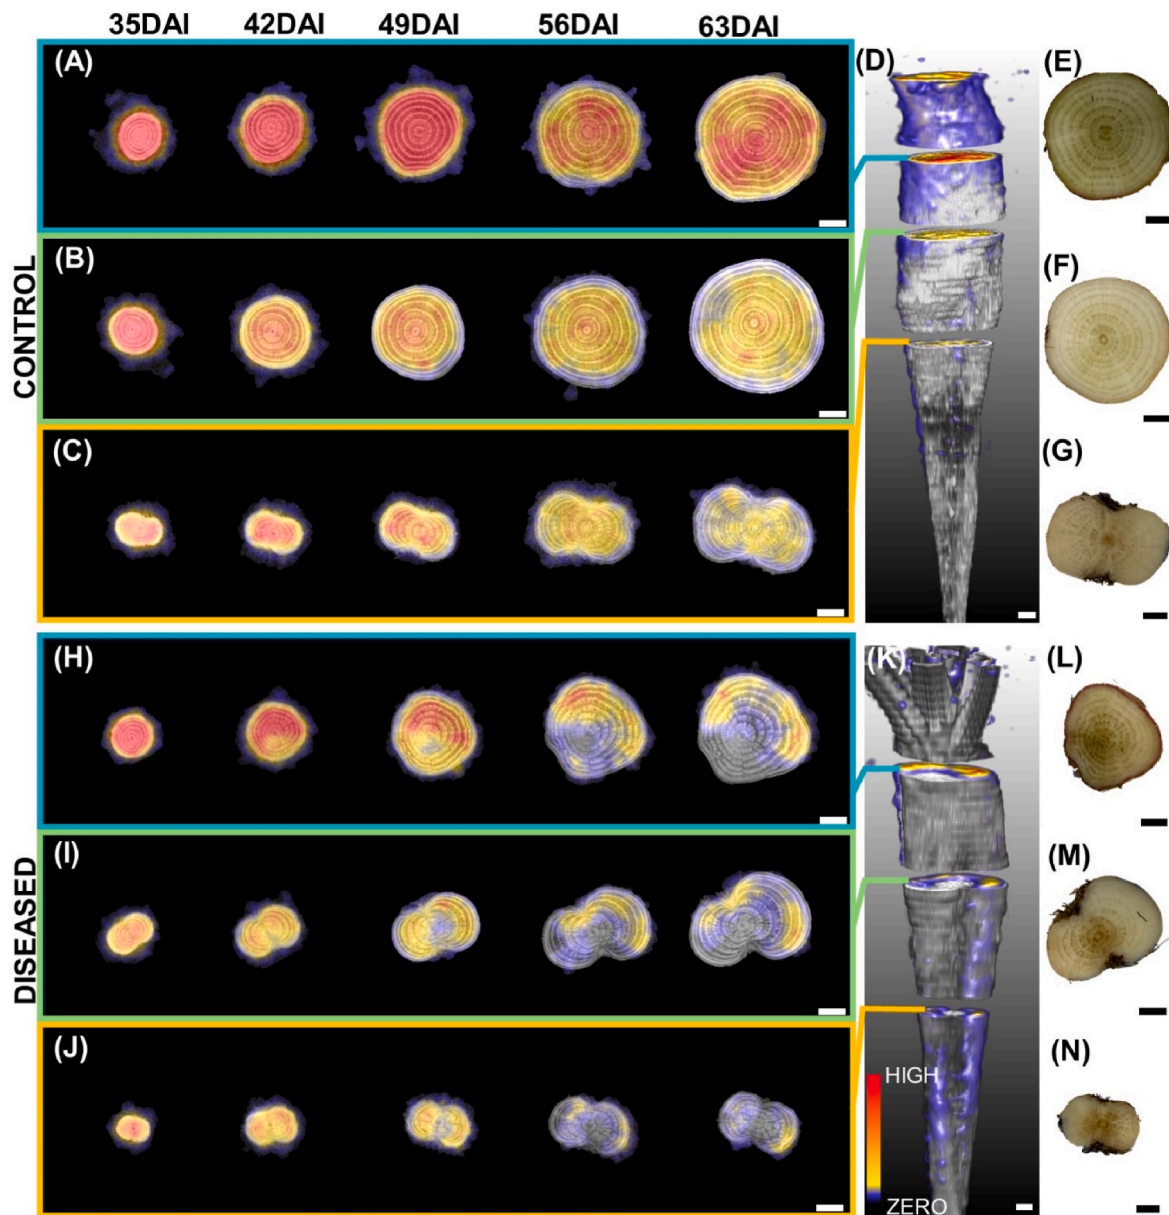 35DAI 42DAI 49DAI 56DAI 63DAI
(A) (D) (E)
(B) (F)
(C) (G)
CONTROL
(H) (K) (L)
(I) (M)
(J) (N)
DISEASED
HIGH
ZERO